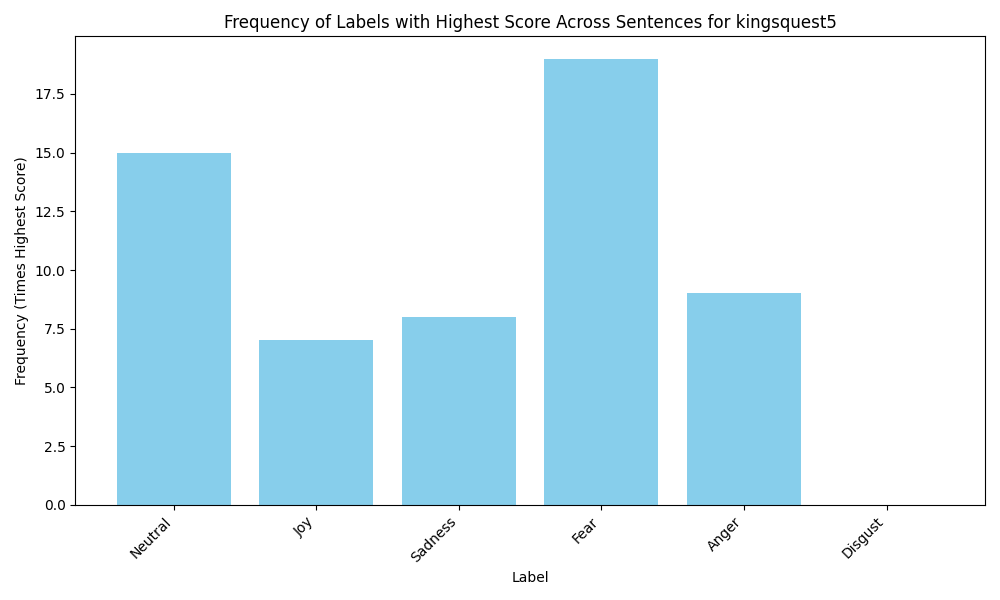 Frequency of Labels with Highest Score Across Sentences for kingsquest5
Frequency (Times Highest Score)
17.5
15.0
12.5
10.0
7.5
5.0
2.5
0.0
Neutral
Joy
Sadness
Fear
Anger
Disgust
Label